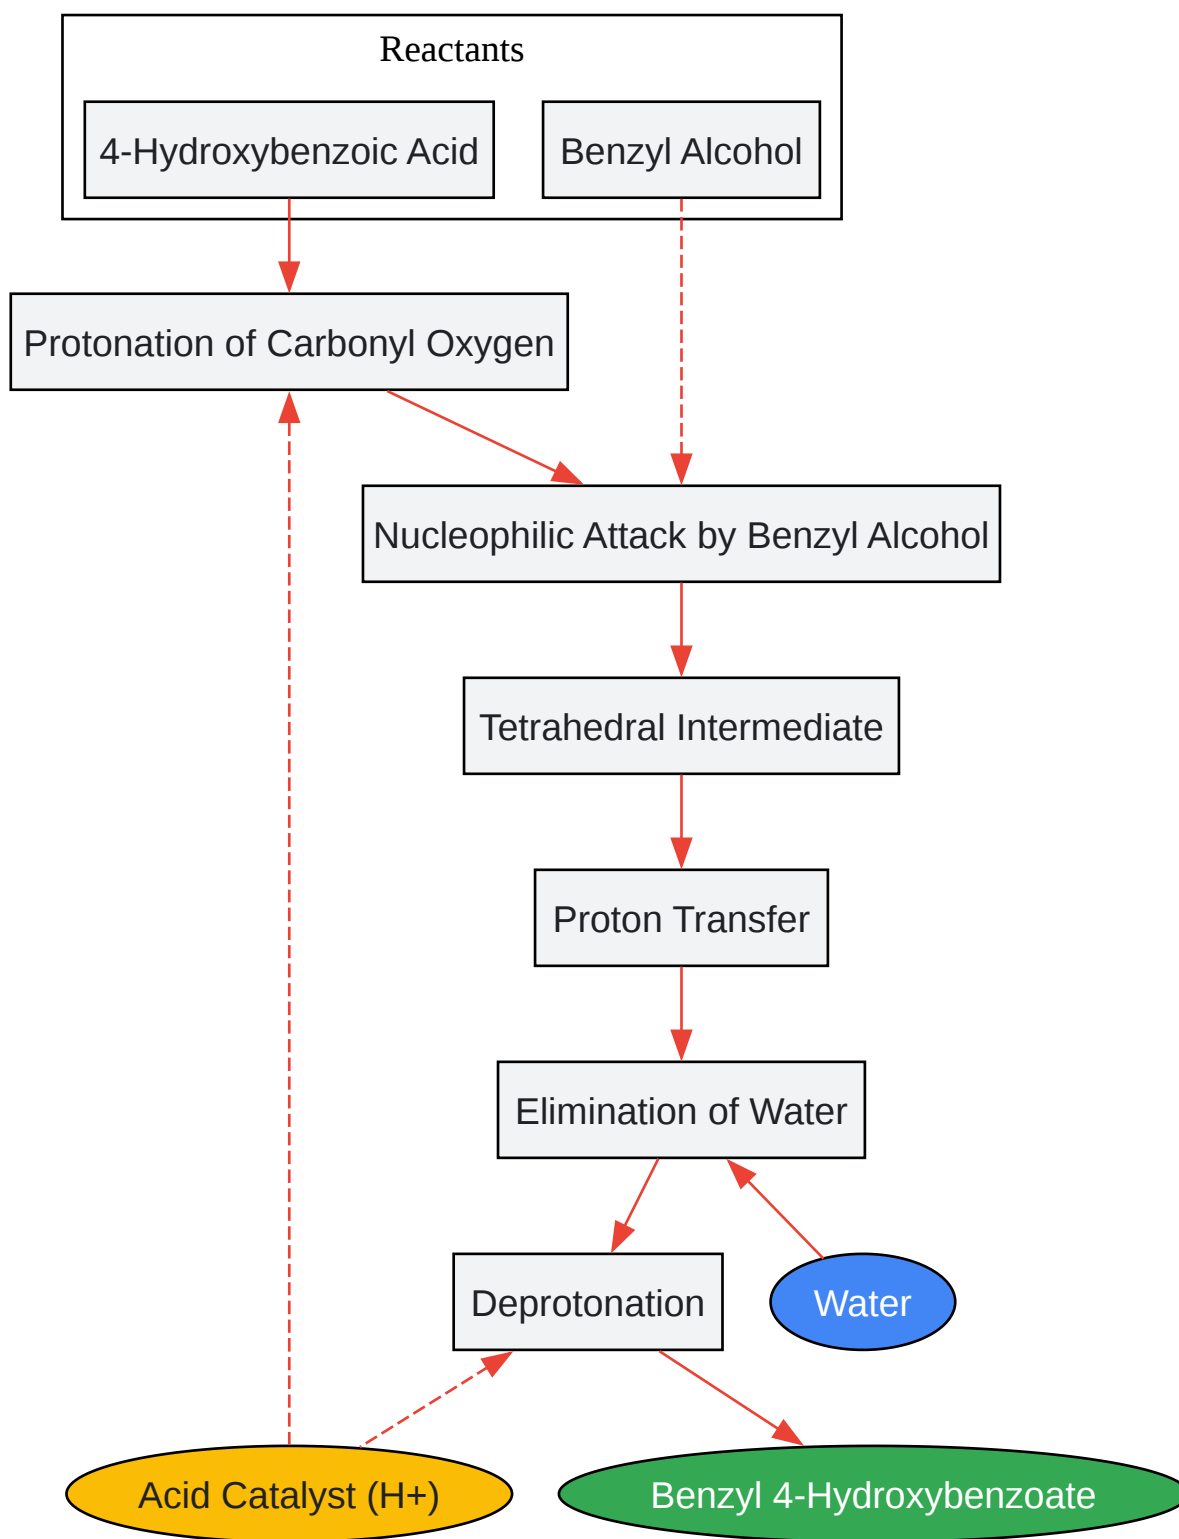 Reactants
4-Hydroxybenzoic Acid
Benzyl Alcohol
Protonation of Carbonyl Oxygen
Nucleophilic Attack by Benzyl Alcohol
Tetrahedral Intermediate
Proton Transfer
Elimination of Water
Deprotonation
Water
Acid Catalyst (H+)
Benzyl 4-Hydroxybenzoate